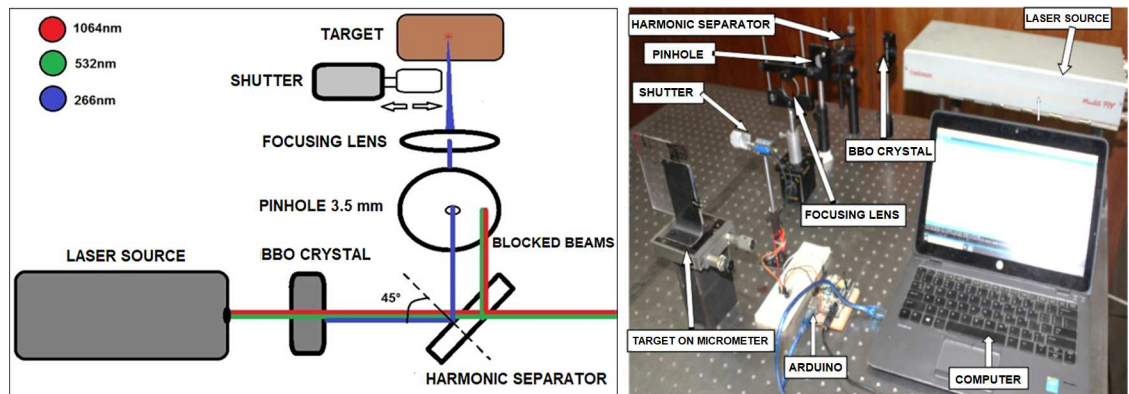 1064nm
532nm
266nm
TARGET
SHUTTER
FOCUSING LENS
PINHOLE 3.5 mm
BLOCKED BEAMS
LASER SOURCE
BBO CRYSTAL
45°
HARMONIC SEPARATOR
HARMONIC SEPARATOR
LASER SOURCE
PINHOLE
SHUTTER
BBO CRYSTAL
FOCUSING LENS
TARGET ON MICROMETER
ARDUINO
COMPUTER